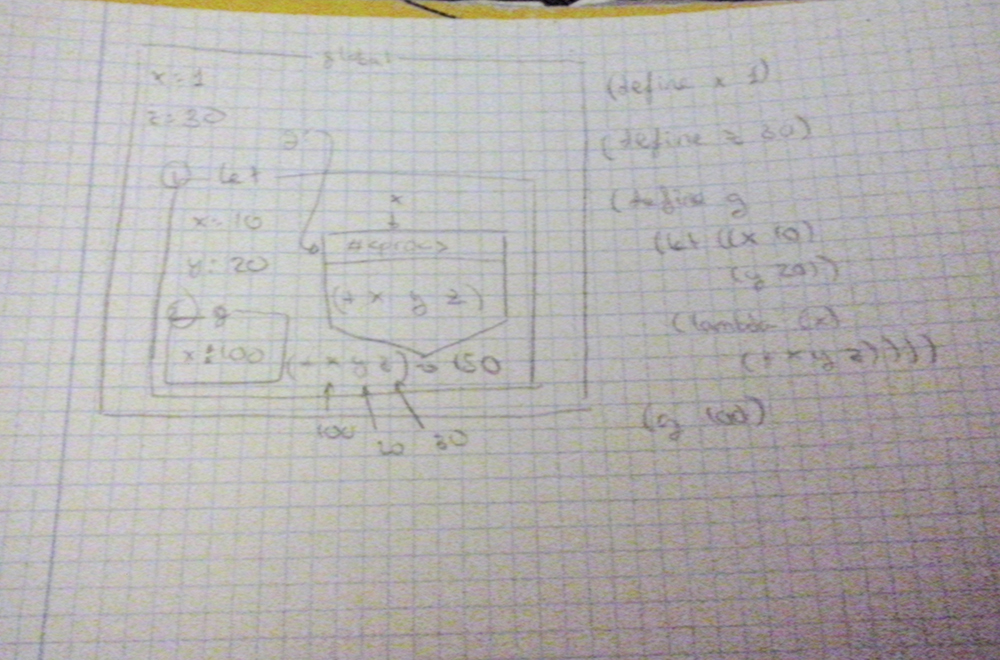 global
x=1
z=30
g
① let
x=10
y=20
x
#<proc>
(+ x y z)
② g
x=100
(+ x y z) → 150
100
20
30
(define x 1)
(define z 30)
(define g
(let ((x 10)
(y 20))
(lambda (x)
(+ x y z))))
(g 100)